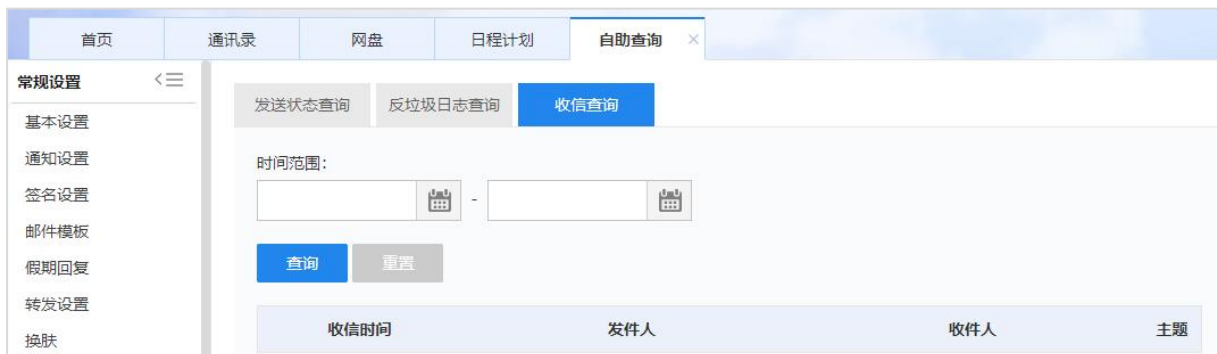 首页 通讯录 网盘 日程计划 自助查询
常规设置
发送状态查询 反垃圾日志查询 收信查询
基本设置
通知设置
时间范围：
签名设置
-
邮件模板
假期回复
查询 重置
转发设置
收信时间 发件人 收件人 主题
换肤